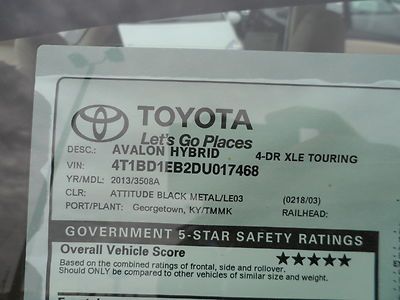 TOYOTA
Let's Go Places
DESC.: AVALON HYBRID 4-DR XLE TOURING
VIN: 4T1BD1EB2DU017468
YR/MDL: 2013/3508A
CLR: ATTITUDE BLACK METAL/LE03 (0218/03)
PORT/PLANT: Georgetown, KY/TMMK RAILHEAD:
GOVERNMENT 5-STAR SAFETY RATINGS
Overall Vehicle Score ★★★★★
Based on the combined ratings of frontal, side and rollover.
Should ONLY be compared to other vehicles of similar size and weight.